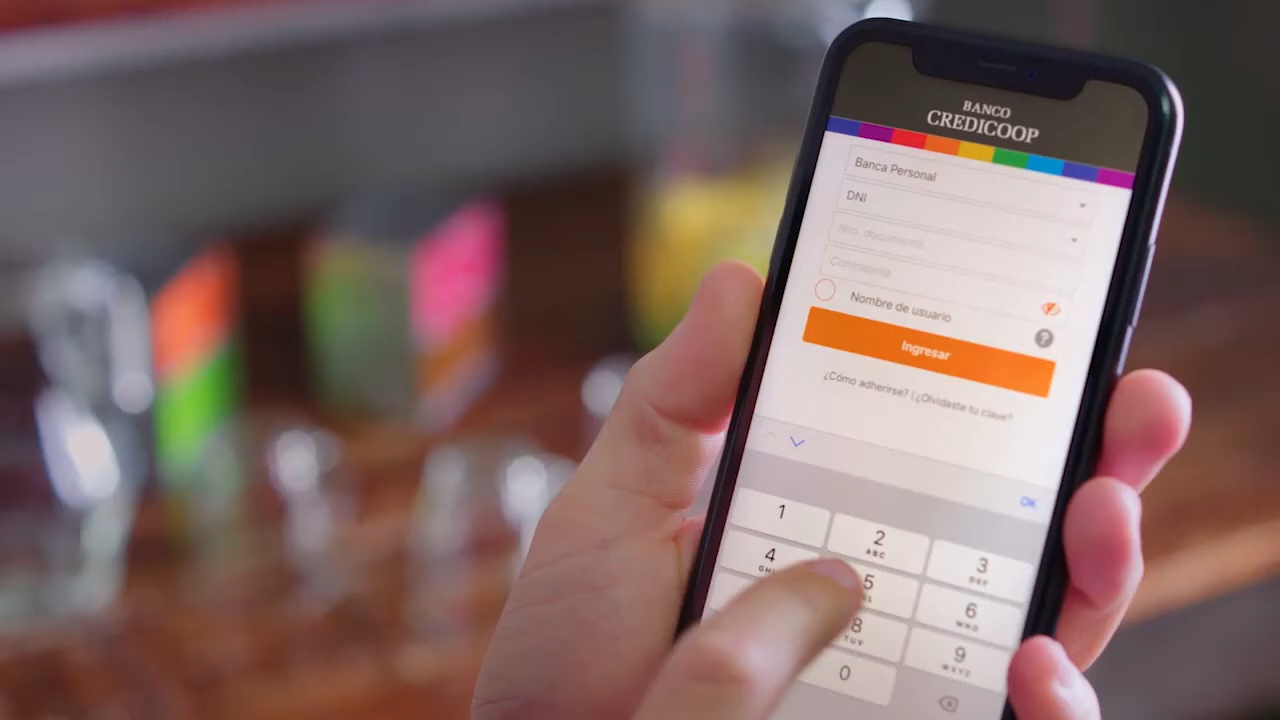 BANCO
CREDICOOP
Banca Personal
DNI
Nro. documento
Contraseña
Nombre de usuario
?
Ingresar
¿Cómo adherirse? | ¿Olvidaste tu clave?
OK
1
2
ABC
3
DEF
4
GHI
5
6
MNO
8
TUV
9
WXYZ
0